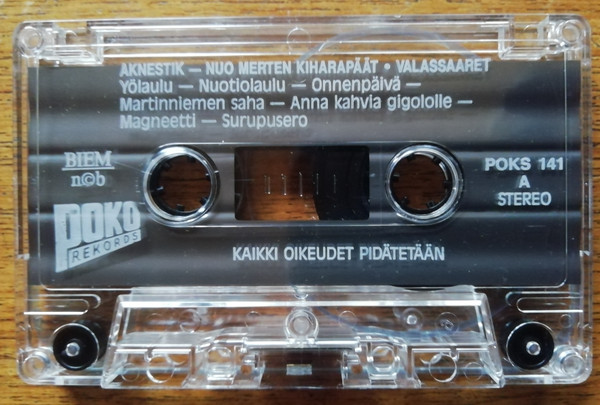 AKNESTIK — NUO MERTEN KIHARAPÄÄT • VALASSAARET
Yölaulu — Nuotiolaulu — Onnenpäivä —
Martinniemen saha — Anna kahvia gigololle —
Magneetti — Surupusero
BIEM
n©b
POKO
REKORDS
POKS 141
A
STEREO
KAIKKI OIKEUDET PIDÄTETÄÄN